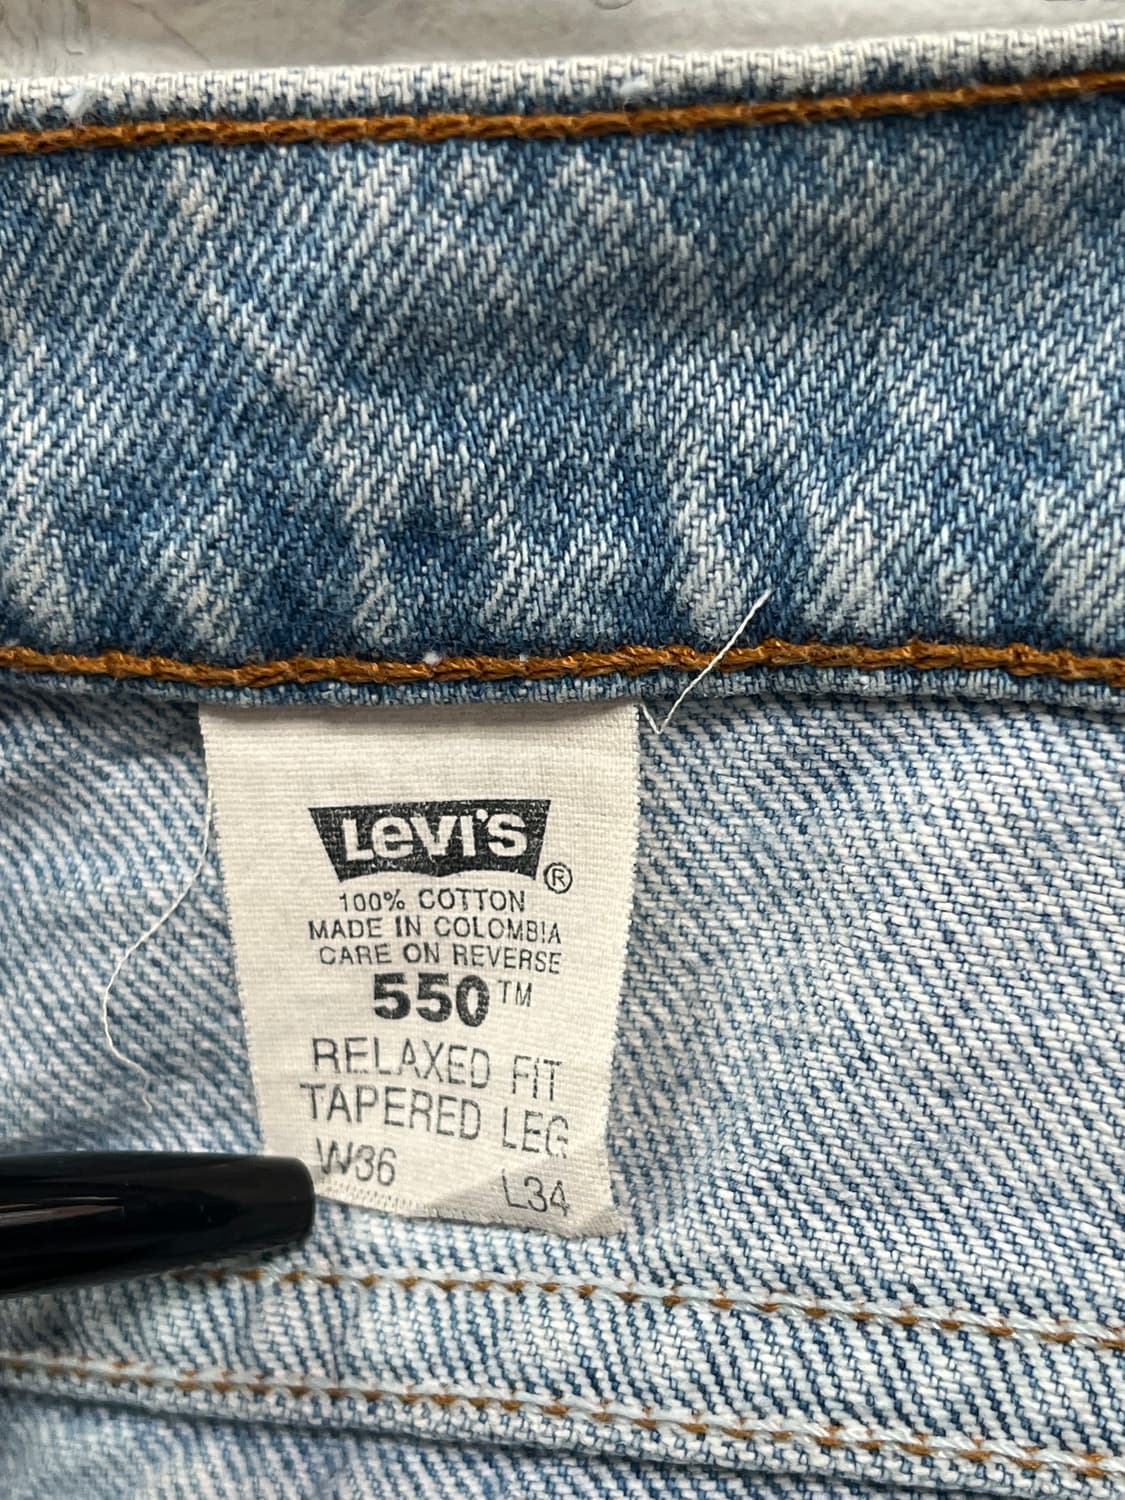 Levi's ®
100% COTTON
MADE IN COLOMBIA
CARE ON REVERSE
550™
RELAXED FIT
TAPERED LEG
W36 L34